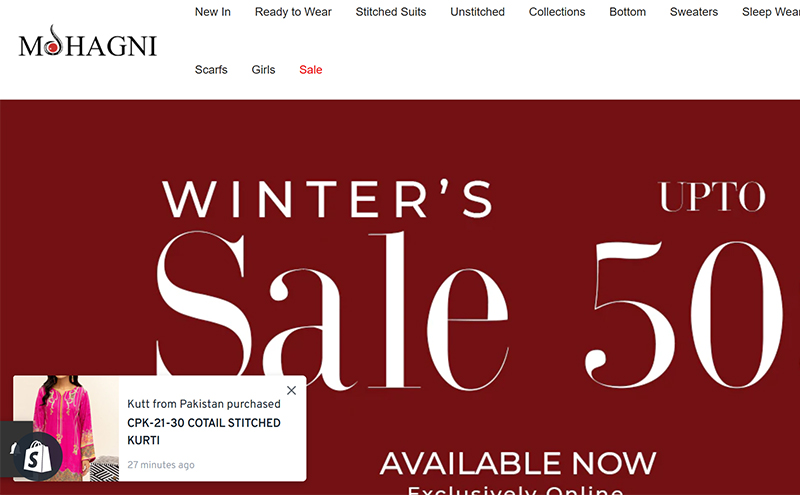 New In Ready to Wear Stitched Suits Unstitched Collections Bottom Sweaters Sleep Wear
MOHAGNI
Scarfs Girls Sale
WINTER'S
UPTO
Sale 50
Kutt from Pakistan purchased
CPK-21-30 COTAIL STITCHED
KURTI
27 minutes ago
AVAILABLE NOW
Exclusively Online